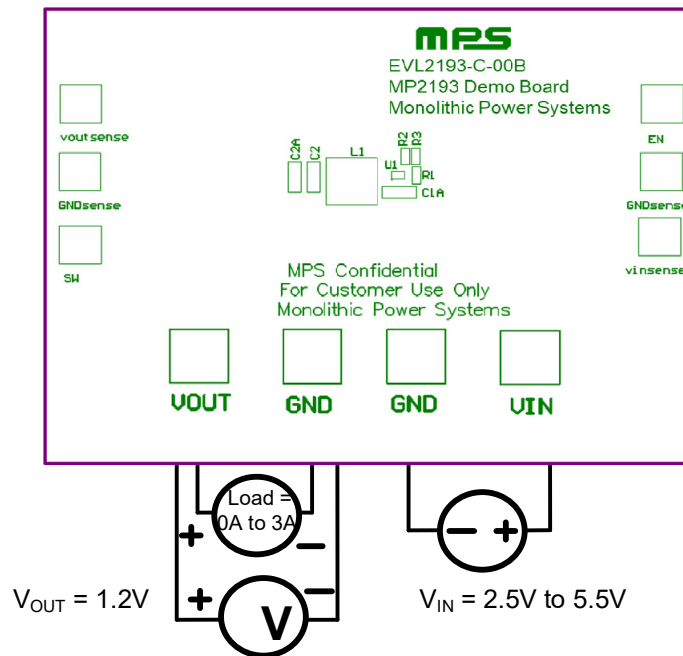 MPS
EVL2193-C-00B
MP2193 Demo Board
Monolithic Power Systems
voutsense
EN
C2A
C2
L1
R2
R3
U1
R1
C1A
GNDsense
GNDsense
SW
vinsense
MPS Confidential
For Customer Use Only
Monolithic Power Systems
VOUT
GND
GND
VIN
Load =
0A to 3A
+
−
−
+
VOUT = 1.2V
+
−
V
VIN = 2.5V to 5.5V